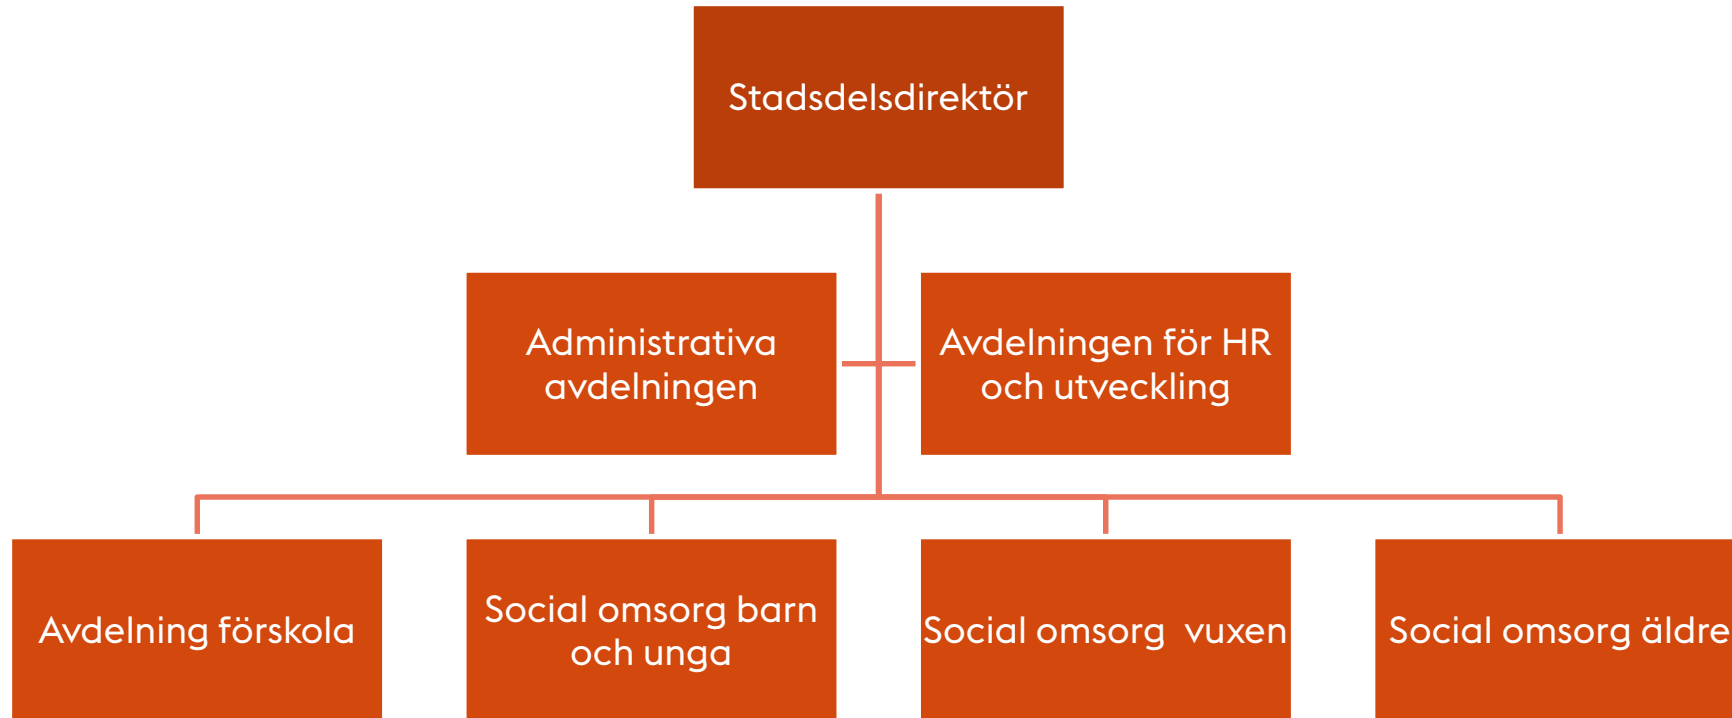 Stadsdelsdirektör
Administrativa
avdelningen
Avdelningen för HR
och utveckling
Avdelning förskola
Social omsorg barn
och unga
Social omsorg  vuxen
Social omsorg äldre